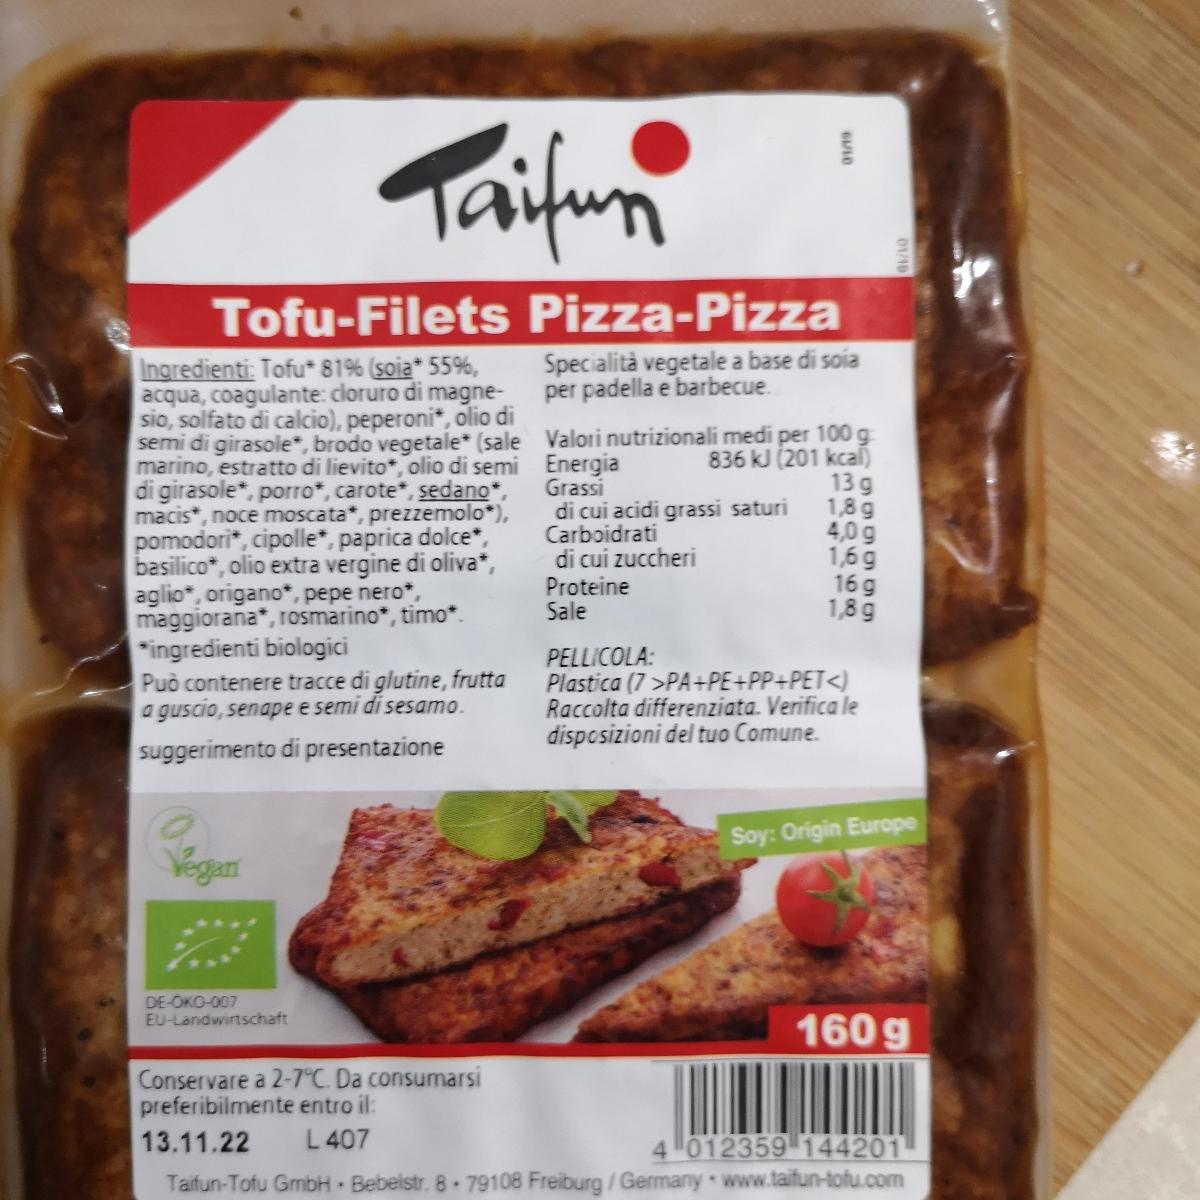 Taifun
01/19
01/19
Tofu-Filets Pizza-Pizza
Ingredienti: Tofu* 81% (soia* 55%,
acqua, coagulante: cloruro di magne-
sio, solfato di calcio), peperoni*, olio di
semi di girasole*, brodo vegetale* (sale
marino, estratto di lievito*, olio di semi
di girasole*, porro*, carote*, sedano*,
macis*, noce moscata*, prezzemolo*),
pomodori*, cipolle*, paprica dolce*,
basilico*, olio extra vergine di oliva*,
aglio*, origano*, pepe nero*,
maggiorana*, rosmarino*, timo*.
*ingredienti biologici
Può contenere tracce di glutine, frutta
a guscio, senape e semi di sesamo.
suggerimento di presentazione
Specialità vegetale a base di soia
per padella e barbecue.
Valori nutrizionali medi per 100 g:
Energia 836 kJ (201 kcal)
Grassi 13 g
di cui acidi grassi saturi 1,8 g
Carboidrati 4,0 g
di cui zuccheri 1,6 g
Proteine 16 g
Sale 1,8 g
PELLICOLA:
Plastica (7 >PA+PE+PP+PET<)
Raccolta differenziata. Verifica le
disposizioni del tuo Comune.
Soy: Origin Europe
Vegan
DE-ÖKO-007
EU-Landwirtschaft
160 g
Conservare a 2-7°C. Da consumarsi
preferibilmente entro il:
13.11.22 L 407
4 012359 144201
Taifun-Tofu GmbH • Bebelstr. 8 • 79108 Freiburg / Germany • www.taifun-tofu.com